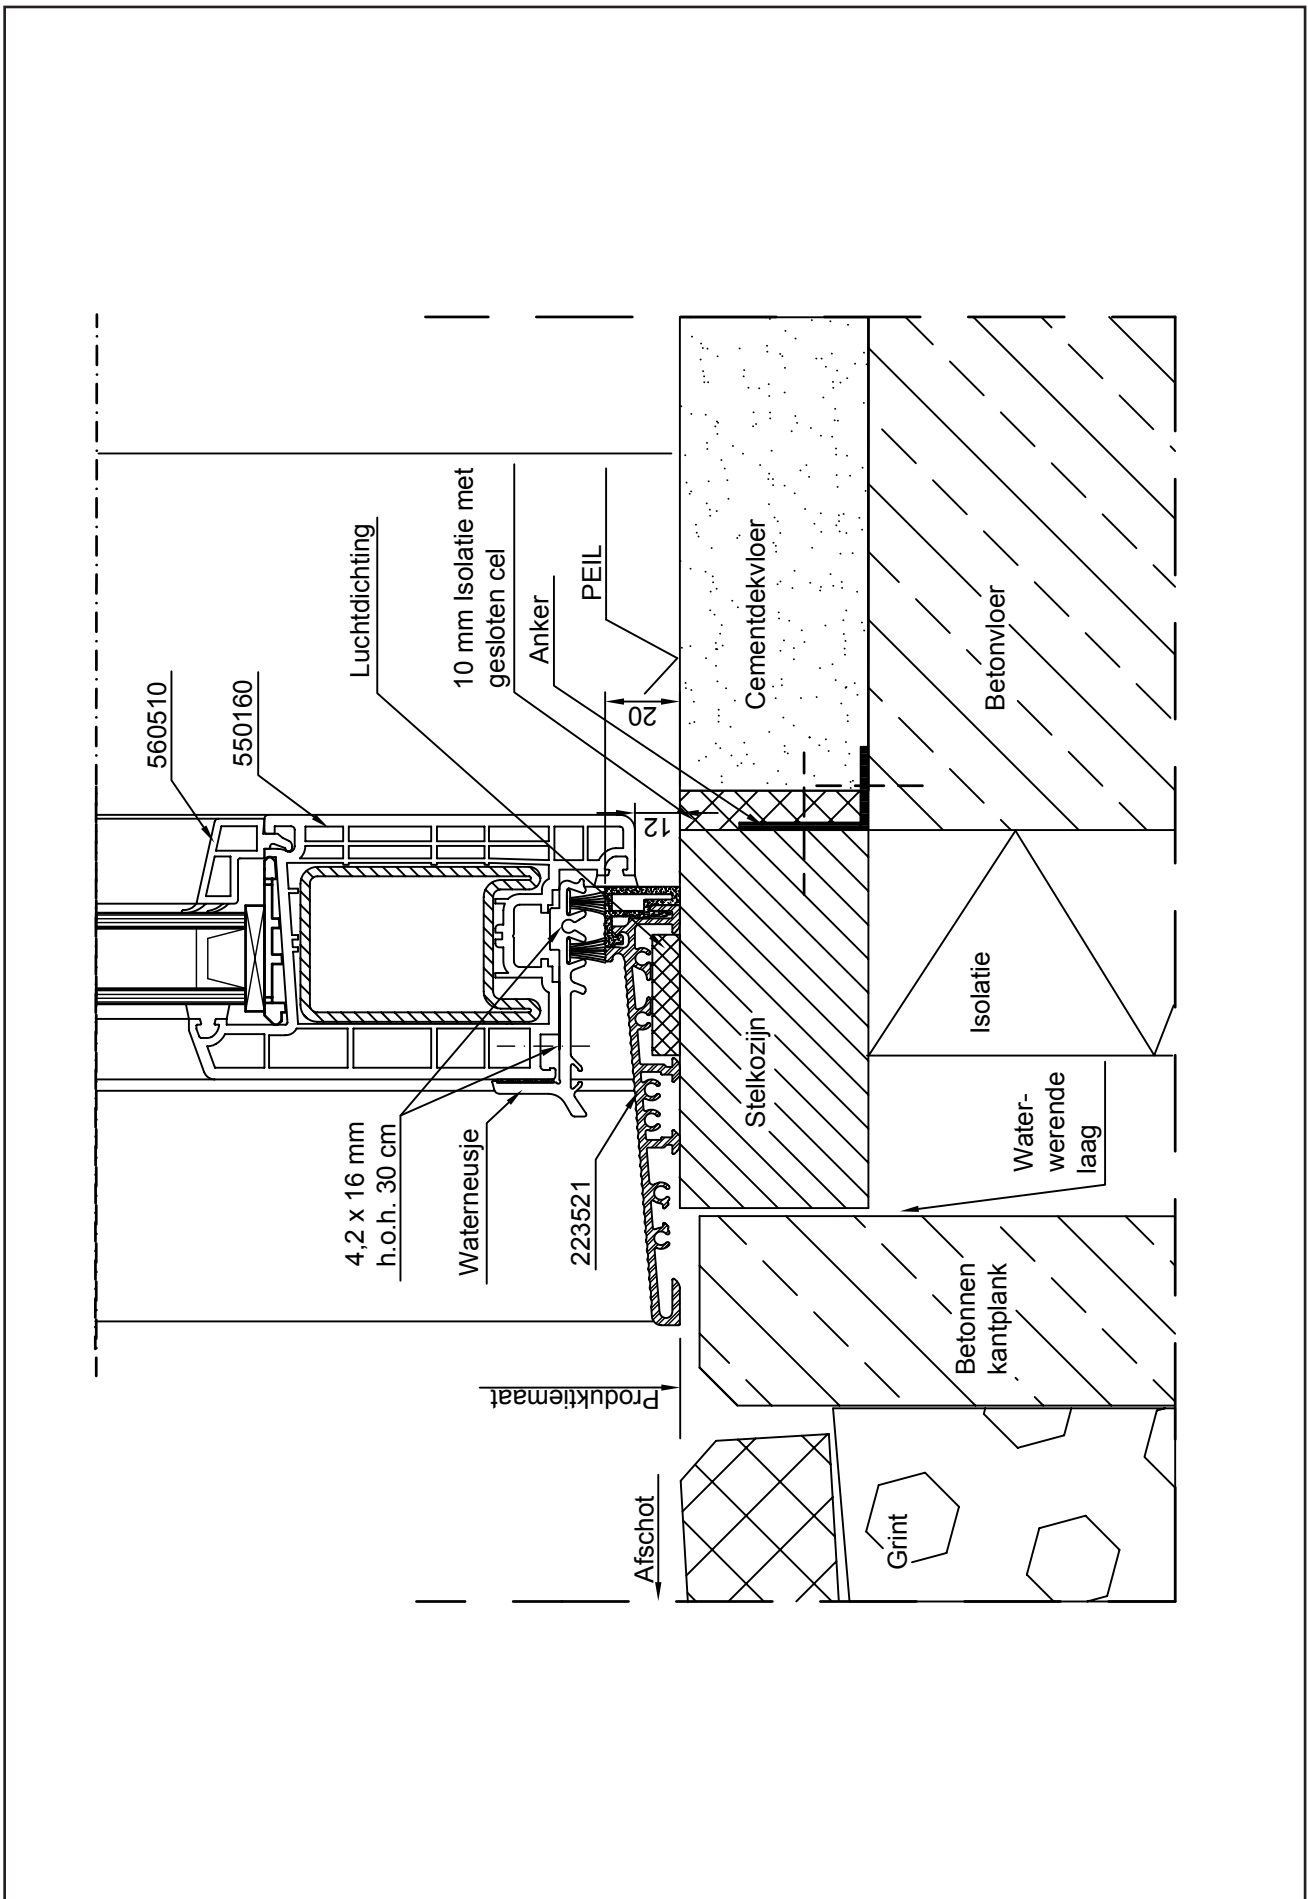 560510
550160
Luchtdichting
10 mm Isolatie met
gesloten cel
Anker
PEIL
20
12
4,2 x 16 mm
h.o.h. 30 cm
Waterneusje
223521
Produktiemaat
Afschot
Cementdekvloer
Betonvloer
Stelkozijn
Isolatie
Water-
werende
laag
Betonnen
kantplank
Grint